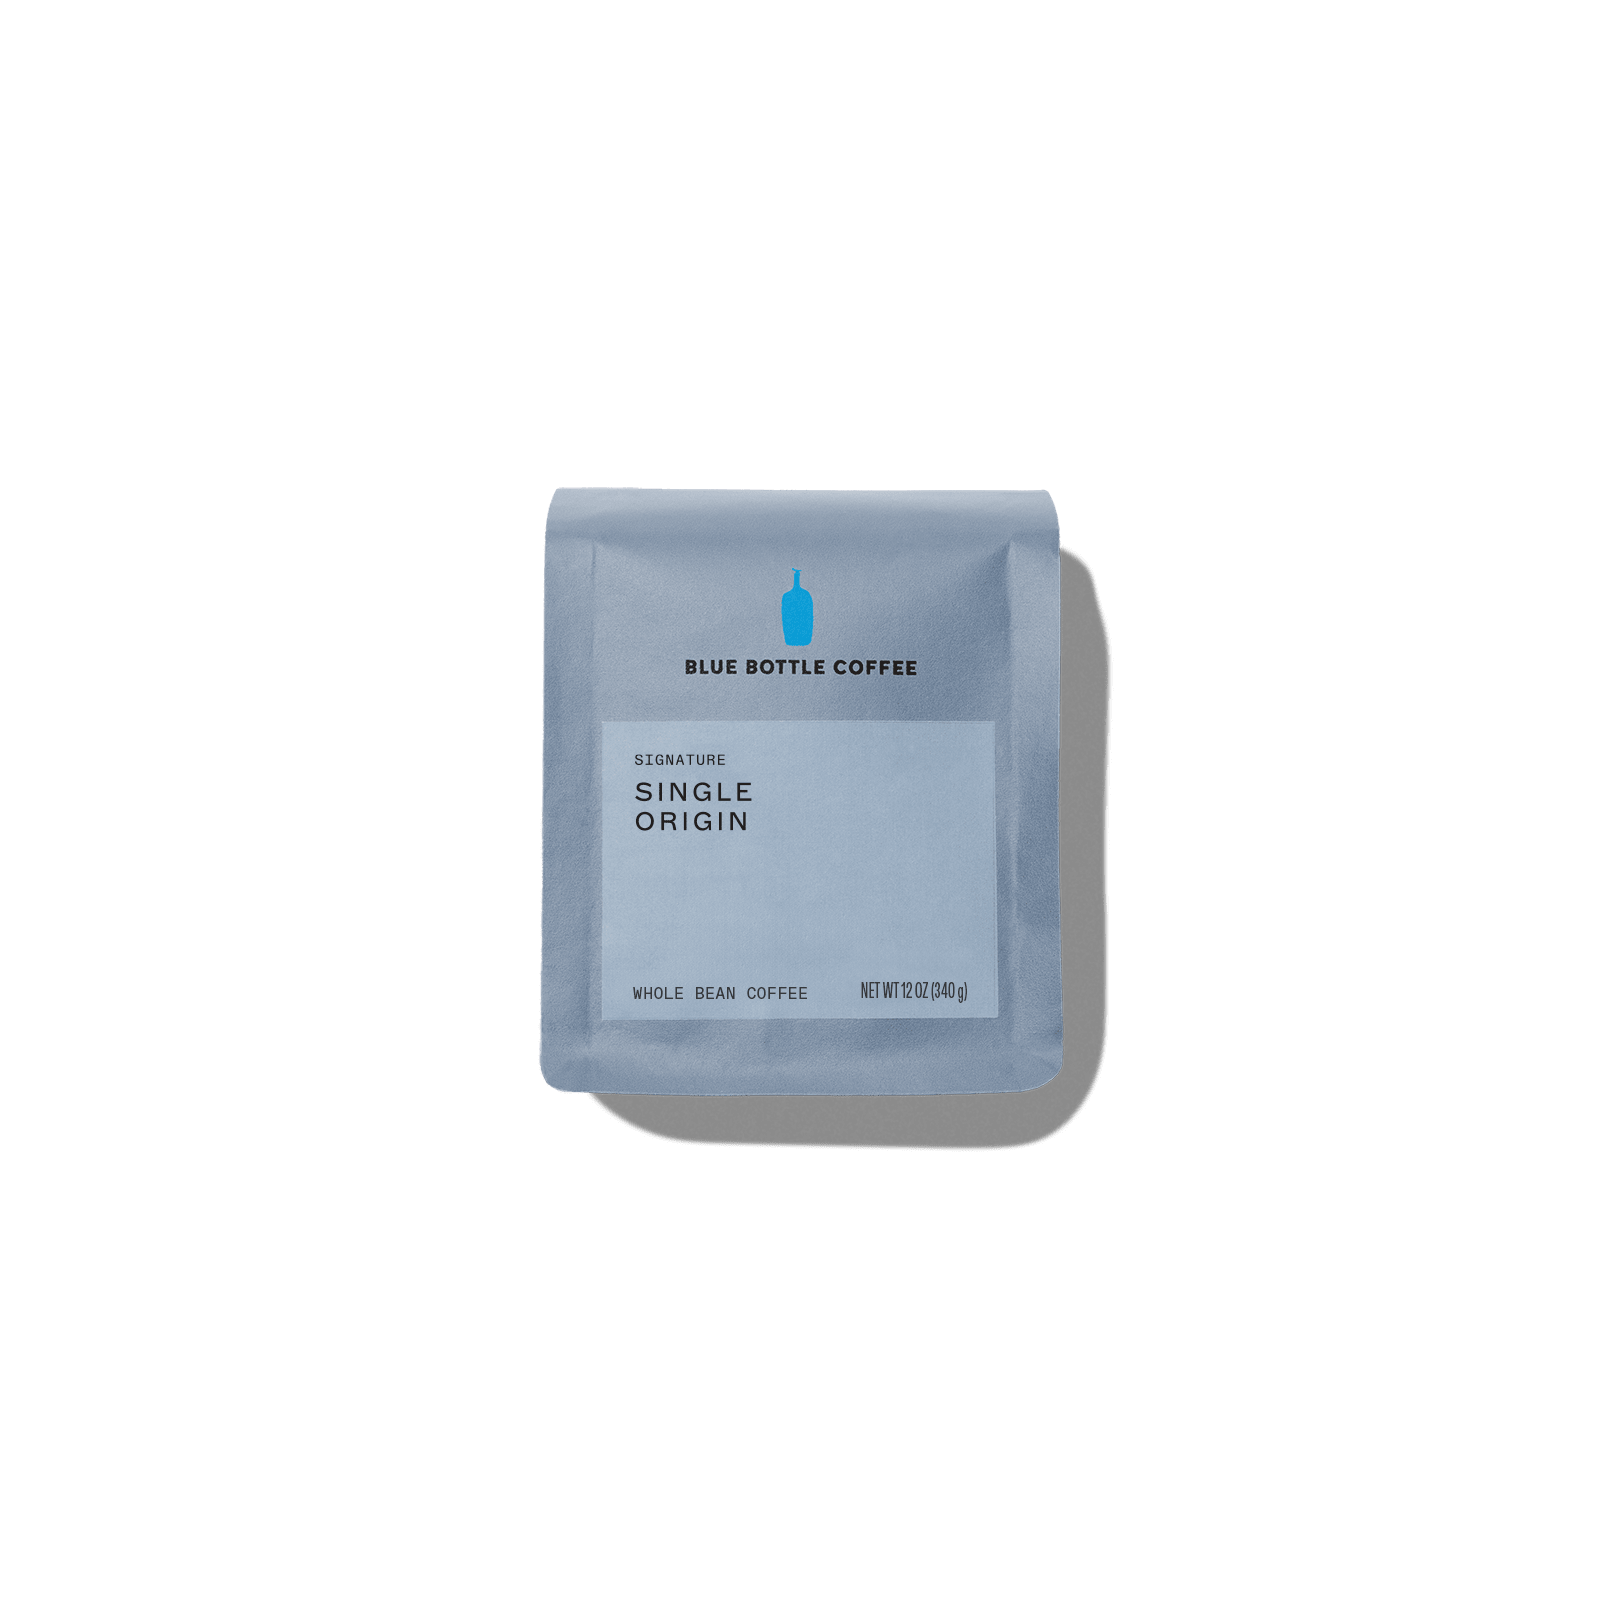 BLUE BOTTLE COFFEE
SIGNATURE
SINGLE
ORIGIN
WHOLE BEAN COFFEE
NET WT 12 OZ (340 g)